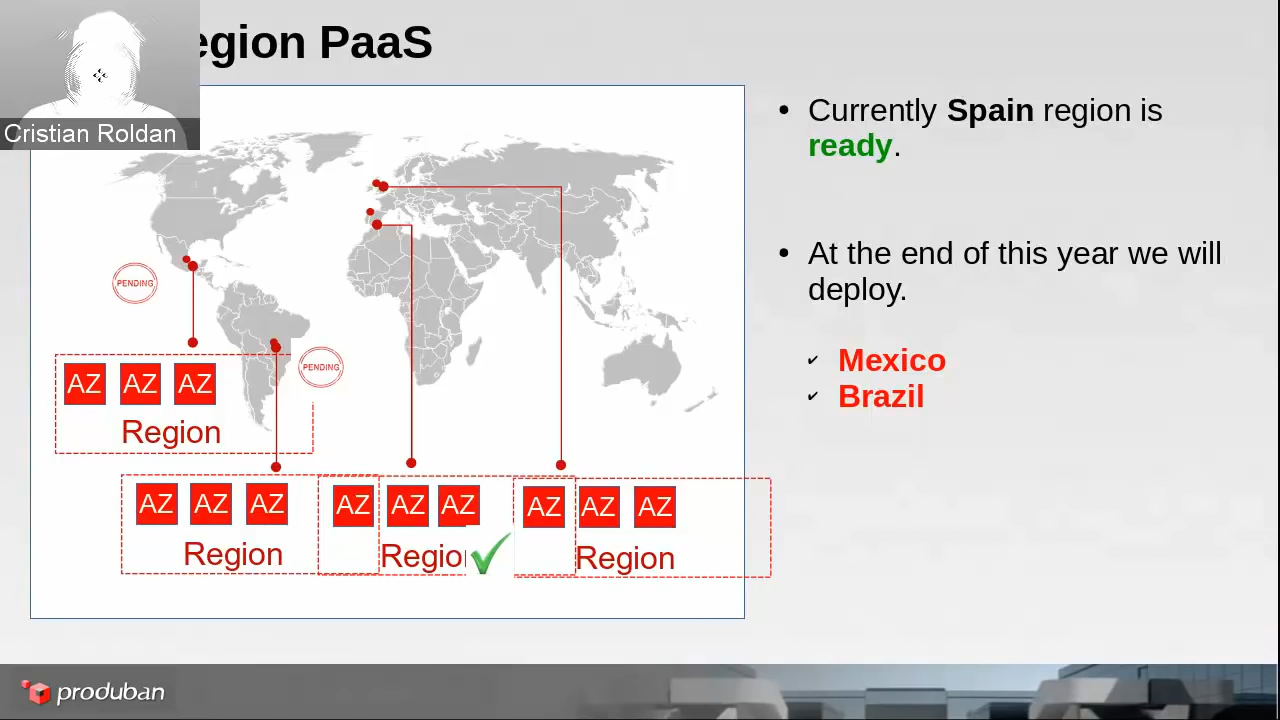 egion PaaS
Cristian Roldan
• Currently Spain region is
ready.
• At the end of this year we will
deploy.
✓ Mexico
✓ Brazil
PENDING
PENDING
AZ AZ AZ
Region
AZ AZ AZ
Region
AZ AZ AZ
Regio
AZ AZ AZ
Region
produban